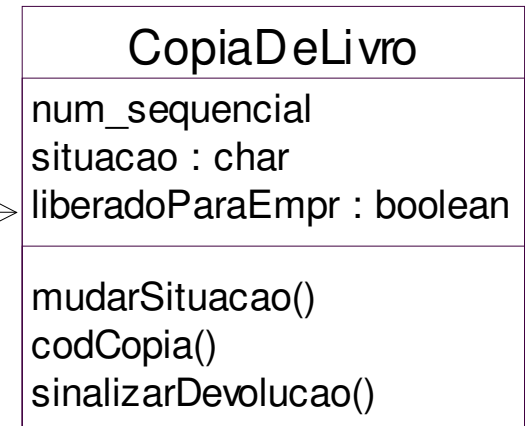 CopiaDeLivro
num_sequencial
situacao : char
liberadoParaEmpr : boolean
mudarSituacao()
codCopia()
sinalizarDevolucao()